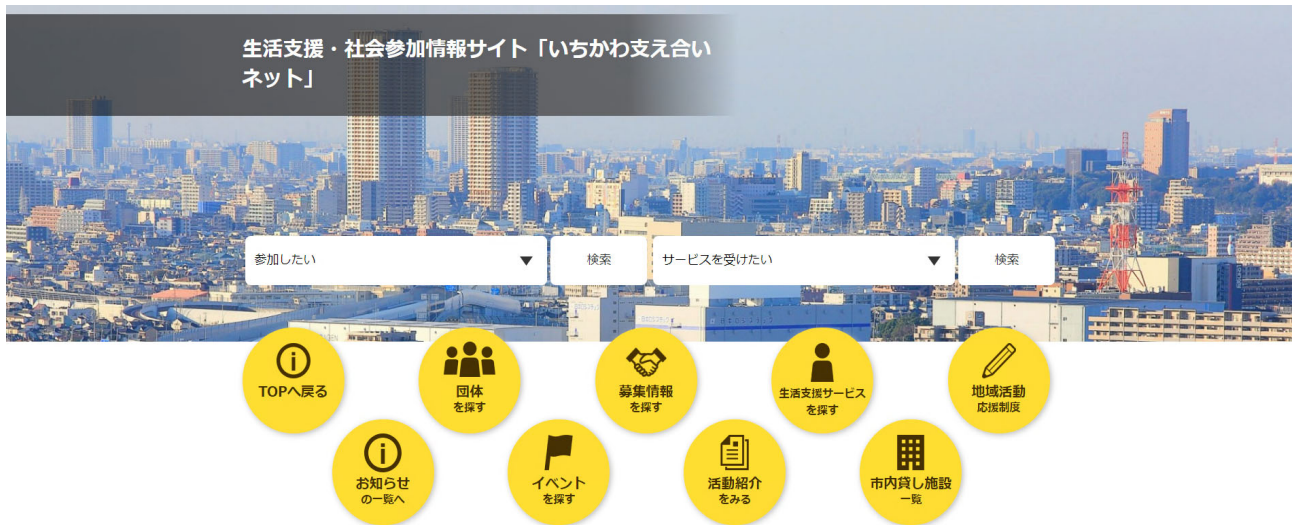 生活支援・社会参加情報サイト「いちかわ支え合い
ネット」
参加したい
検索
サービスを受けたい
検索
TOPへ戻る
団体
を探す
募集情報
を探す
生活支援サービス
を探す
地域活動
応援制度
お知らせ
の一覧へ
イベント
を探す
活動紹介
をみる
市内貸し施設
一覧